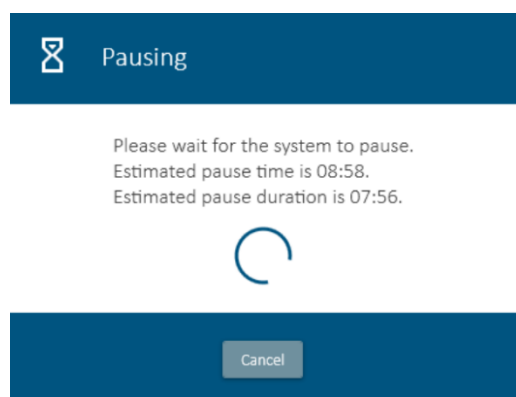 Pausing
Please wait for the system to pause.
Estimated pause time is 08:58.
Estimated pause duration is 07:56.
Cancel